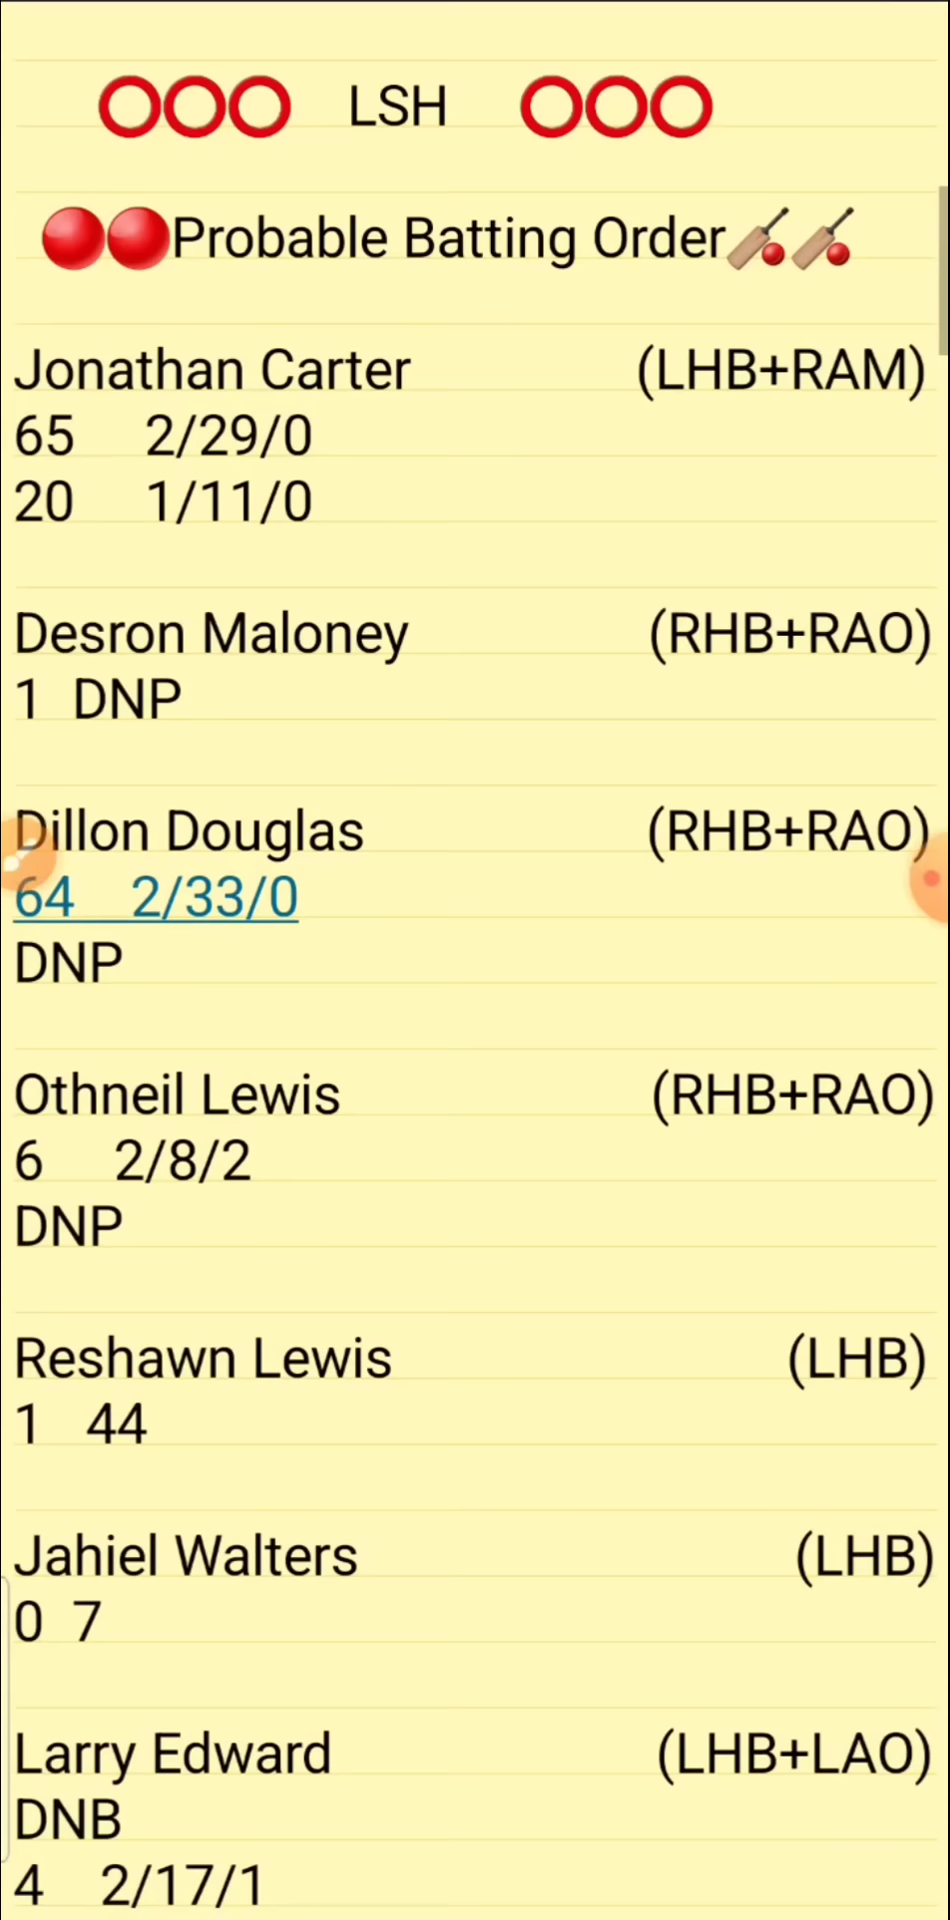 ⭕⭕⭕ LSH ⭕⭕⭕
🔴🔴Probable Batting Order🏏🏏
Jonathan Carter (LHB+RAM)
65 2/29/0
20 1/11/0
Desron Maloney (RHB+RAO)
1 DNP
Dillon Douglas (RHB+RAO)
64 2/33/0
DNP
Othneil Lewis (RHB+RAO)
6 2/8/2
DNP
Reshawn Lewis (LHB)
1 44
Jahiel Walters (LHB)
0 7
Larry Edward (LHB+LAO)
DNB
4 2/17/1